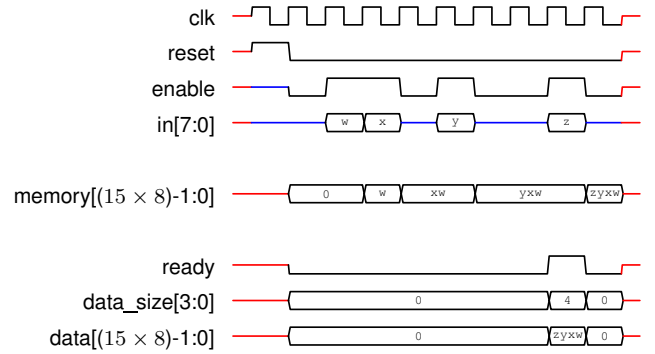 clk
reset
enable
in[7:0] w x y z
memory[(15 × 8)-1:0] 0 w xw yxw zyxw
ready
data_size[3:0] 0 4 0
data[(15 × 8)-1:0] 0 zyxw 0